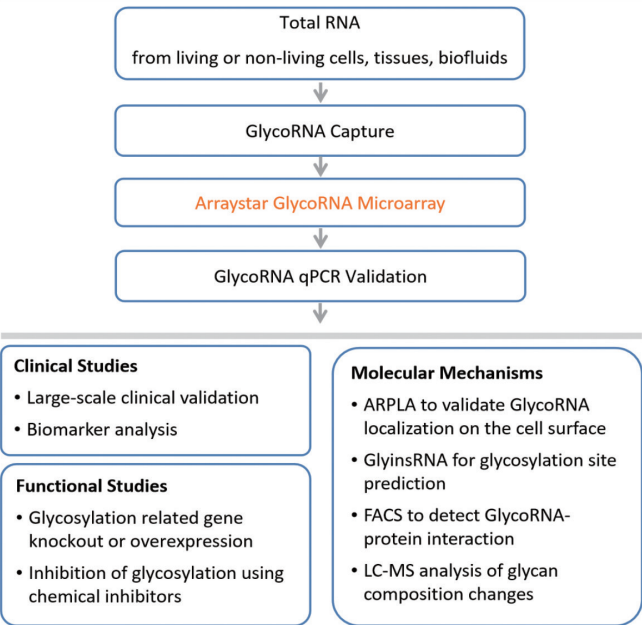 Total RNA
from living or non-living cells, tissues, biofluids
GlycoRNA Capture
Arraystar GlycoRNA Microarray
GlycoRNA qPCR Validation
Clinical Studies
• Large-scale clinical validation
• Biomarker analysis
Functional Studies
• Glycosylation related gene
knockout or overexpression
• Inhibition of glycosylation using
chemical inhibitors
Molecular Mechanisms
• ARPLA to validate GlycoRNA
localization on the cell surface
• GlyinsRNA for glycosylation site
prediction
• FACS to detect GlycoRNA-
protein interaction
• LC-MS analysis of glycan
composition changes